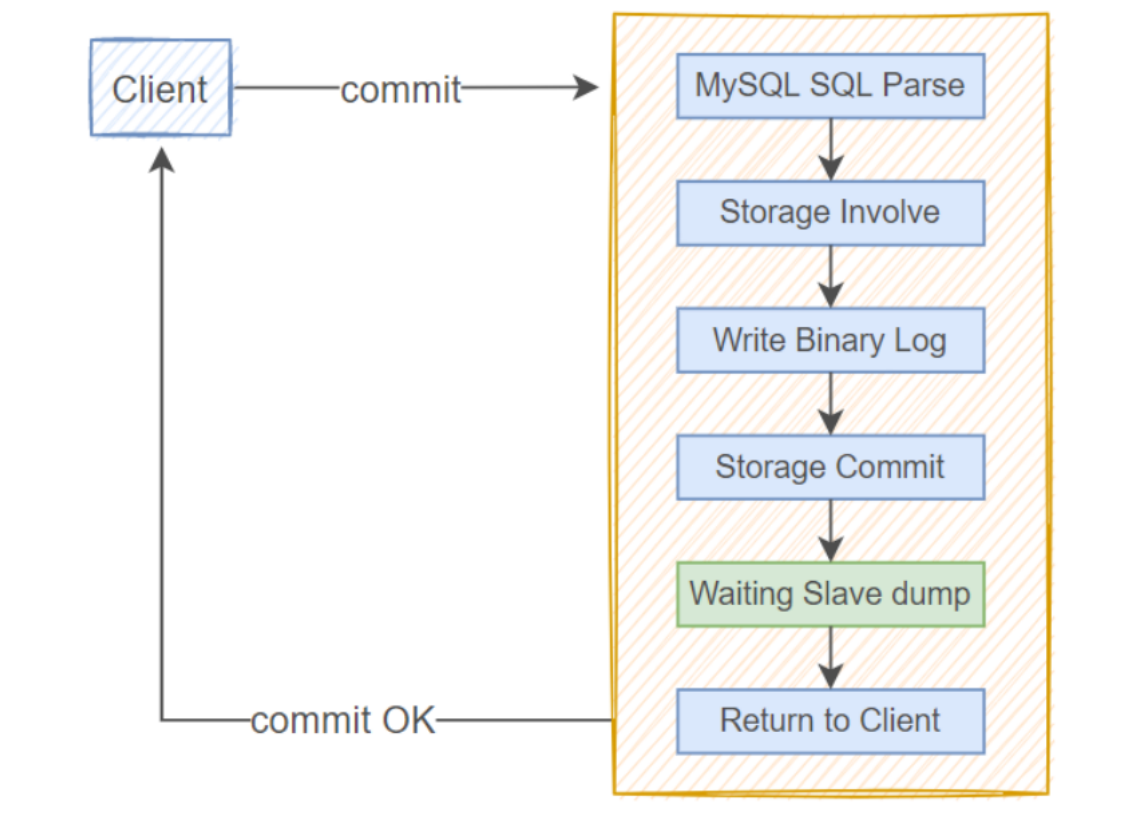 Client
commit
MySQL SQL Parse
Storage Involve
Write Binary Log
Storage Commit
Waiting Slave dump
Return to Client
commit OK